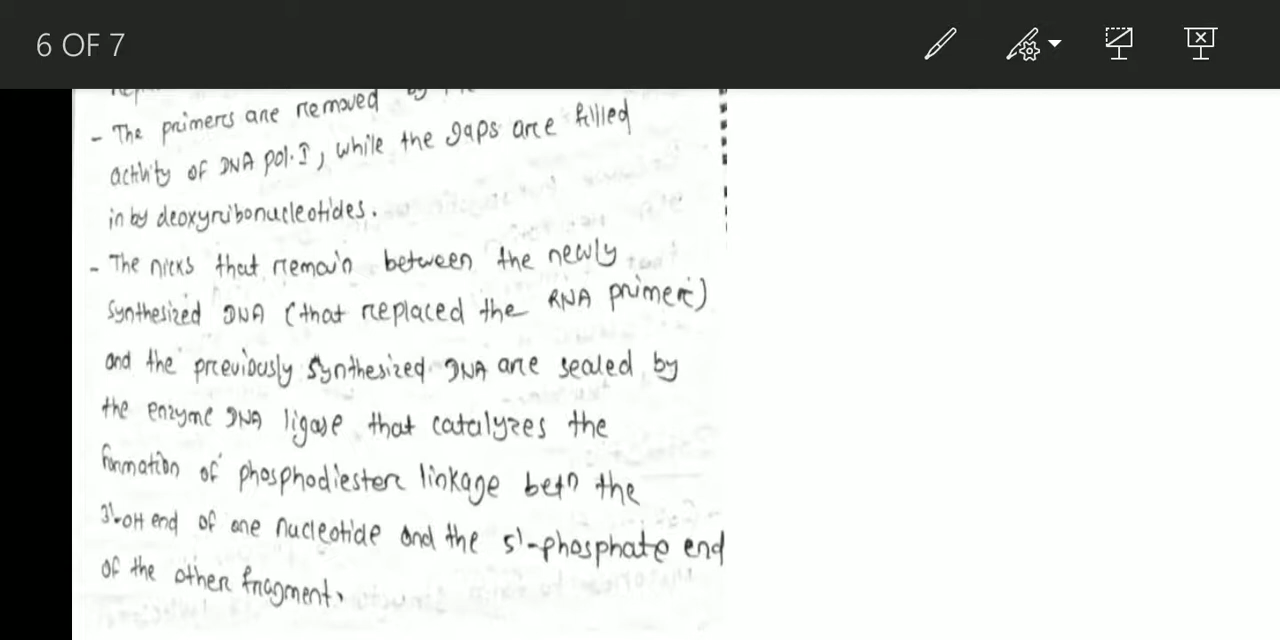 6 OF 7
- The primers are removed by
activity of DNA pol. I, while the gaps are filled
in by deoxyribonucleotides.
- The nicks that remain between the newly
synthesized DNA (that replaced the RNA primer)
and the previously synthesized DNA are sealed by
the enzyme DNA ligase that catalyzes the
formation of phosphodiester linkage betn the
3'-OH end of one nucleotide and the 5'-phosphate end
of the other fragment.